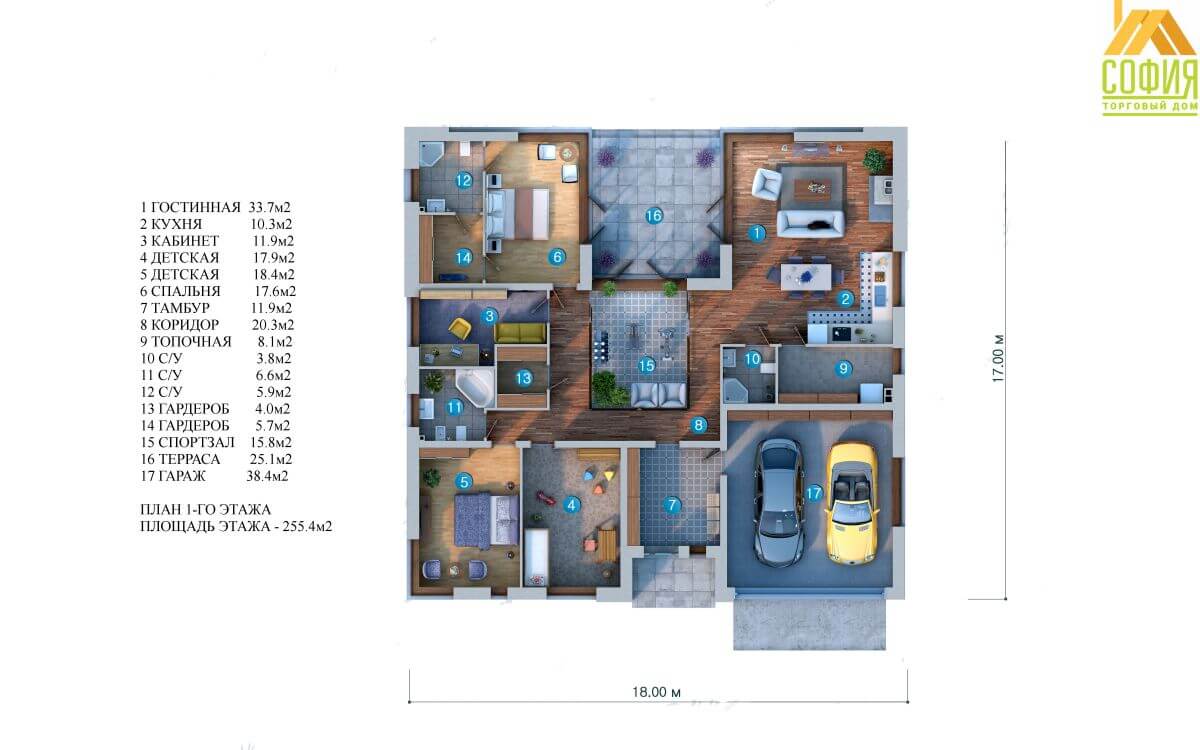 СОФИЯ
ТОРГОВЫЙ ДОМ
1 ГОСТИННАЯ 33.7м2
2 КУХНЯ 10.3м2
3 КАБИНЕТ 11.9м2
4 ДЕТСКАЯ 17.9м2
5 ДЕТСКАЯ 18.4м2
6 СПАЛЬНЯ 17.6м2
7 ТАМБУР 11.9м2
8 КОРИДОР 20.3м2
9 ТОПОЧНАЯ 8.1м2
10 С/У 3.8м2
11 С/У 6.6м2
12 С/У 5.9м2
13 ГАРДЕРОБ 4.0м2
14 ГАРДЕРОБ 5.7м2
15 СПОРТЗАЛ 15.8м2
16 ТЕРРАСА 25.1м2
17 ГАРАЖ 38.4м2
ПЛАН 1-ГО ЭТАЖА
ПЛОЩАДЬ ЭТАЖА - 255.4м2
12
16
1
14
6
2
3
15
10
9
13
11
8
5
4
7
17
17.00 м
18.00 м